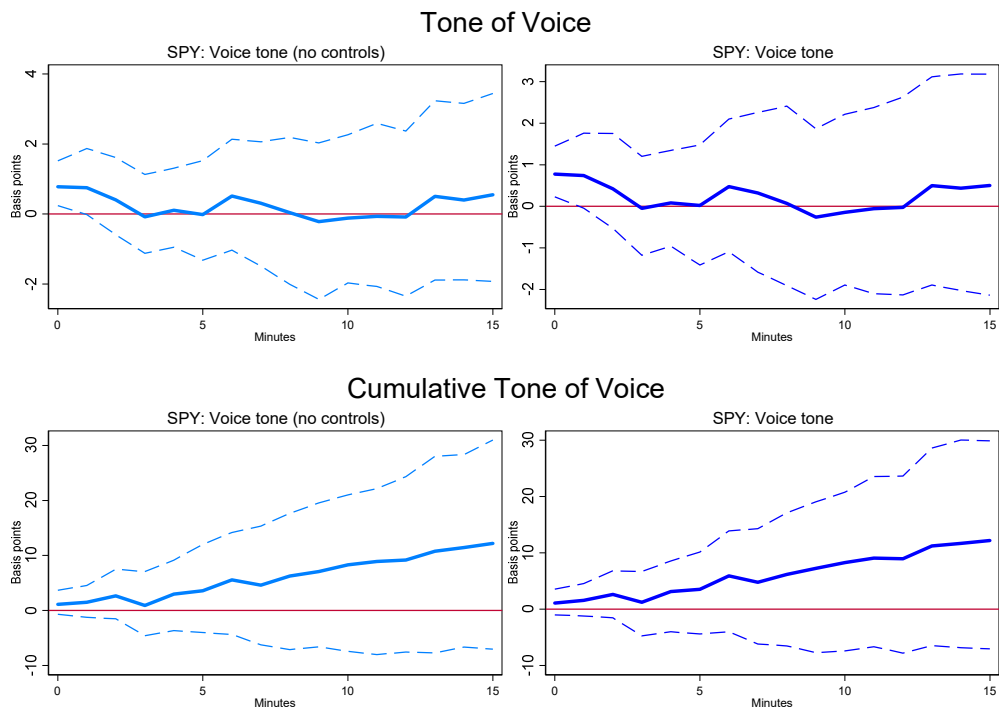 Tone of Voice
SPY: Voice tone (no controls)
Basis points
4
2
0
-2
0
5
10
15
Minutes
SPY: Voice tone
Basis points
3
2
1
0
-1
-2
0
5
10
15
Minutes
Cumulative Tone of Voice
SPY: Voice tone (no controls)
Basis points
30
20
10
0
-10
0
5
10
15
Minutes
SPY: Voice tone
Basis points
30
20
10
0
-10
0
5
10
15
Minutes